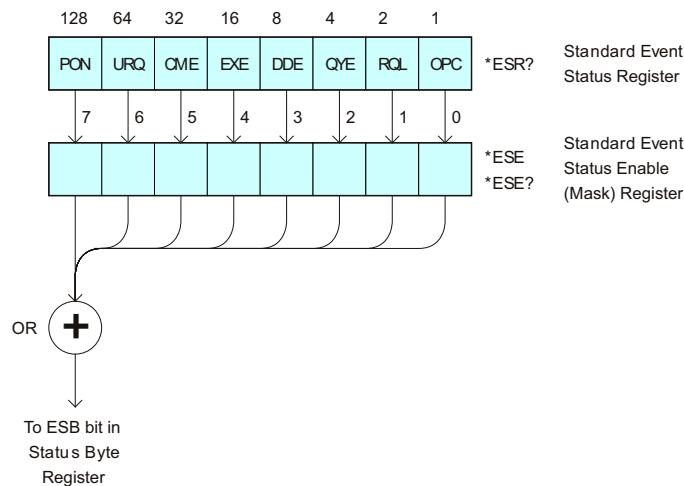 128 64 32 16 8 4 2 1
PON URQ CME EXE DDE QYE RQL OPC
*ESR?
Standard Event
Status Register
7 6 5 4 3 2 1 0
*ESE
*ESE?
Standard Event
Status Enable
(Mask) Register
OR
+
To ESB bit in
Status Byte
Register